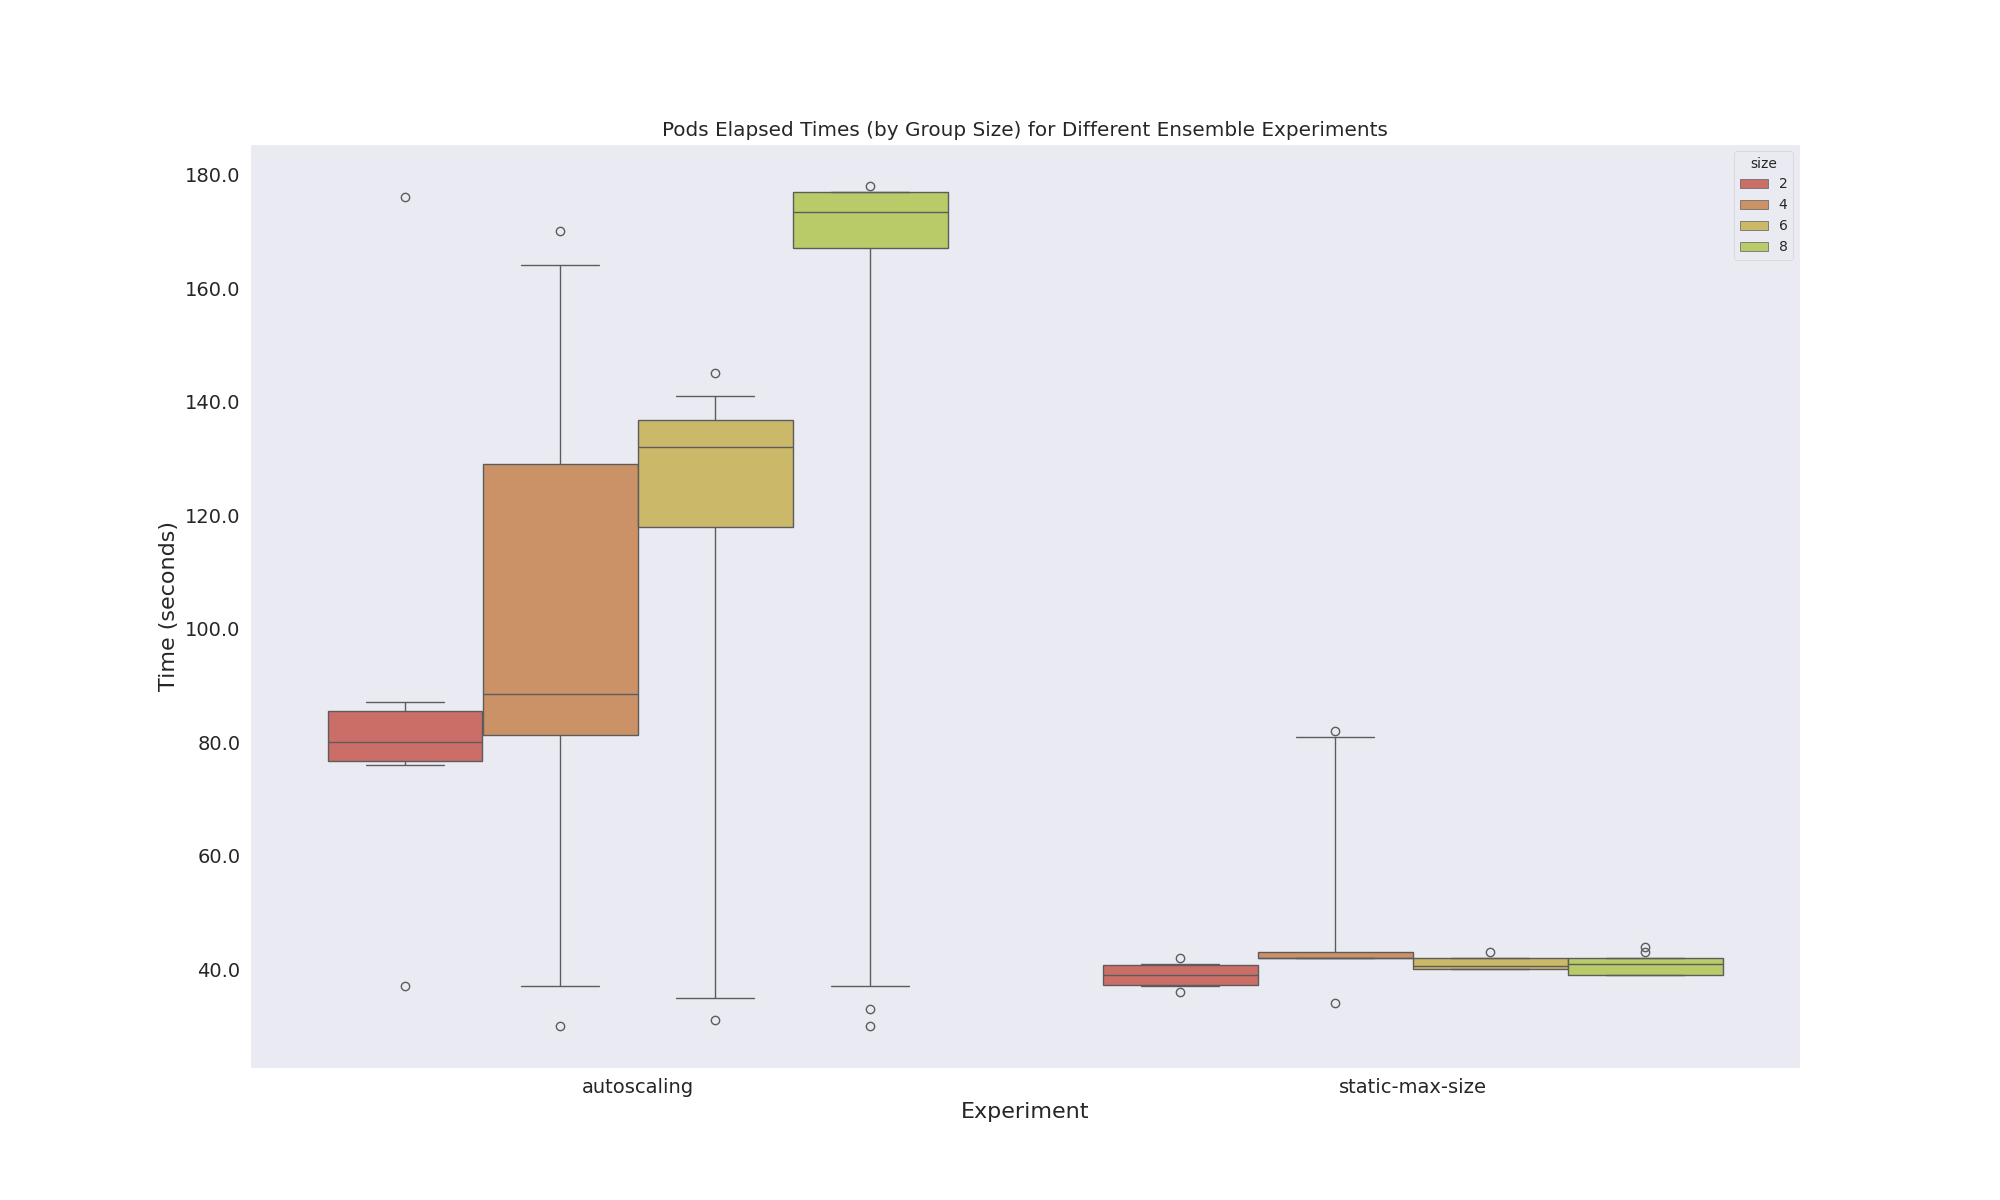 Pods Elapsed Times (by Group Size) for Different Ensemble Experiments
size
2
4
6
8
180.0
160.0
140.0
120.0
100.0
80.0
60.0
40.0
Time (seconds)
autoscaling
static-max-size
Experiment